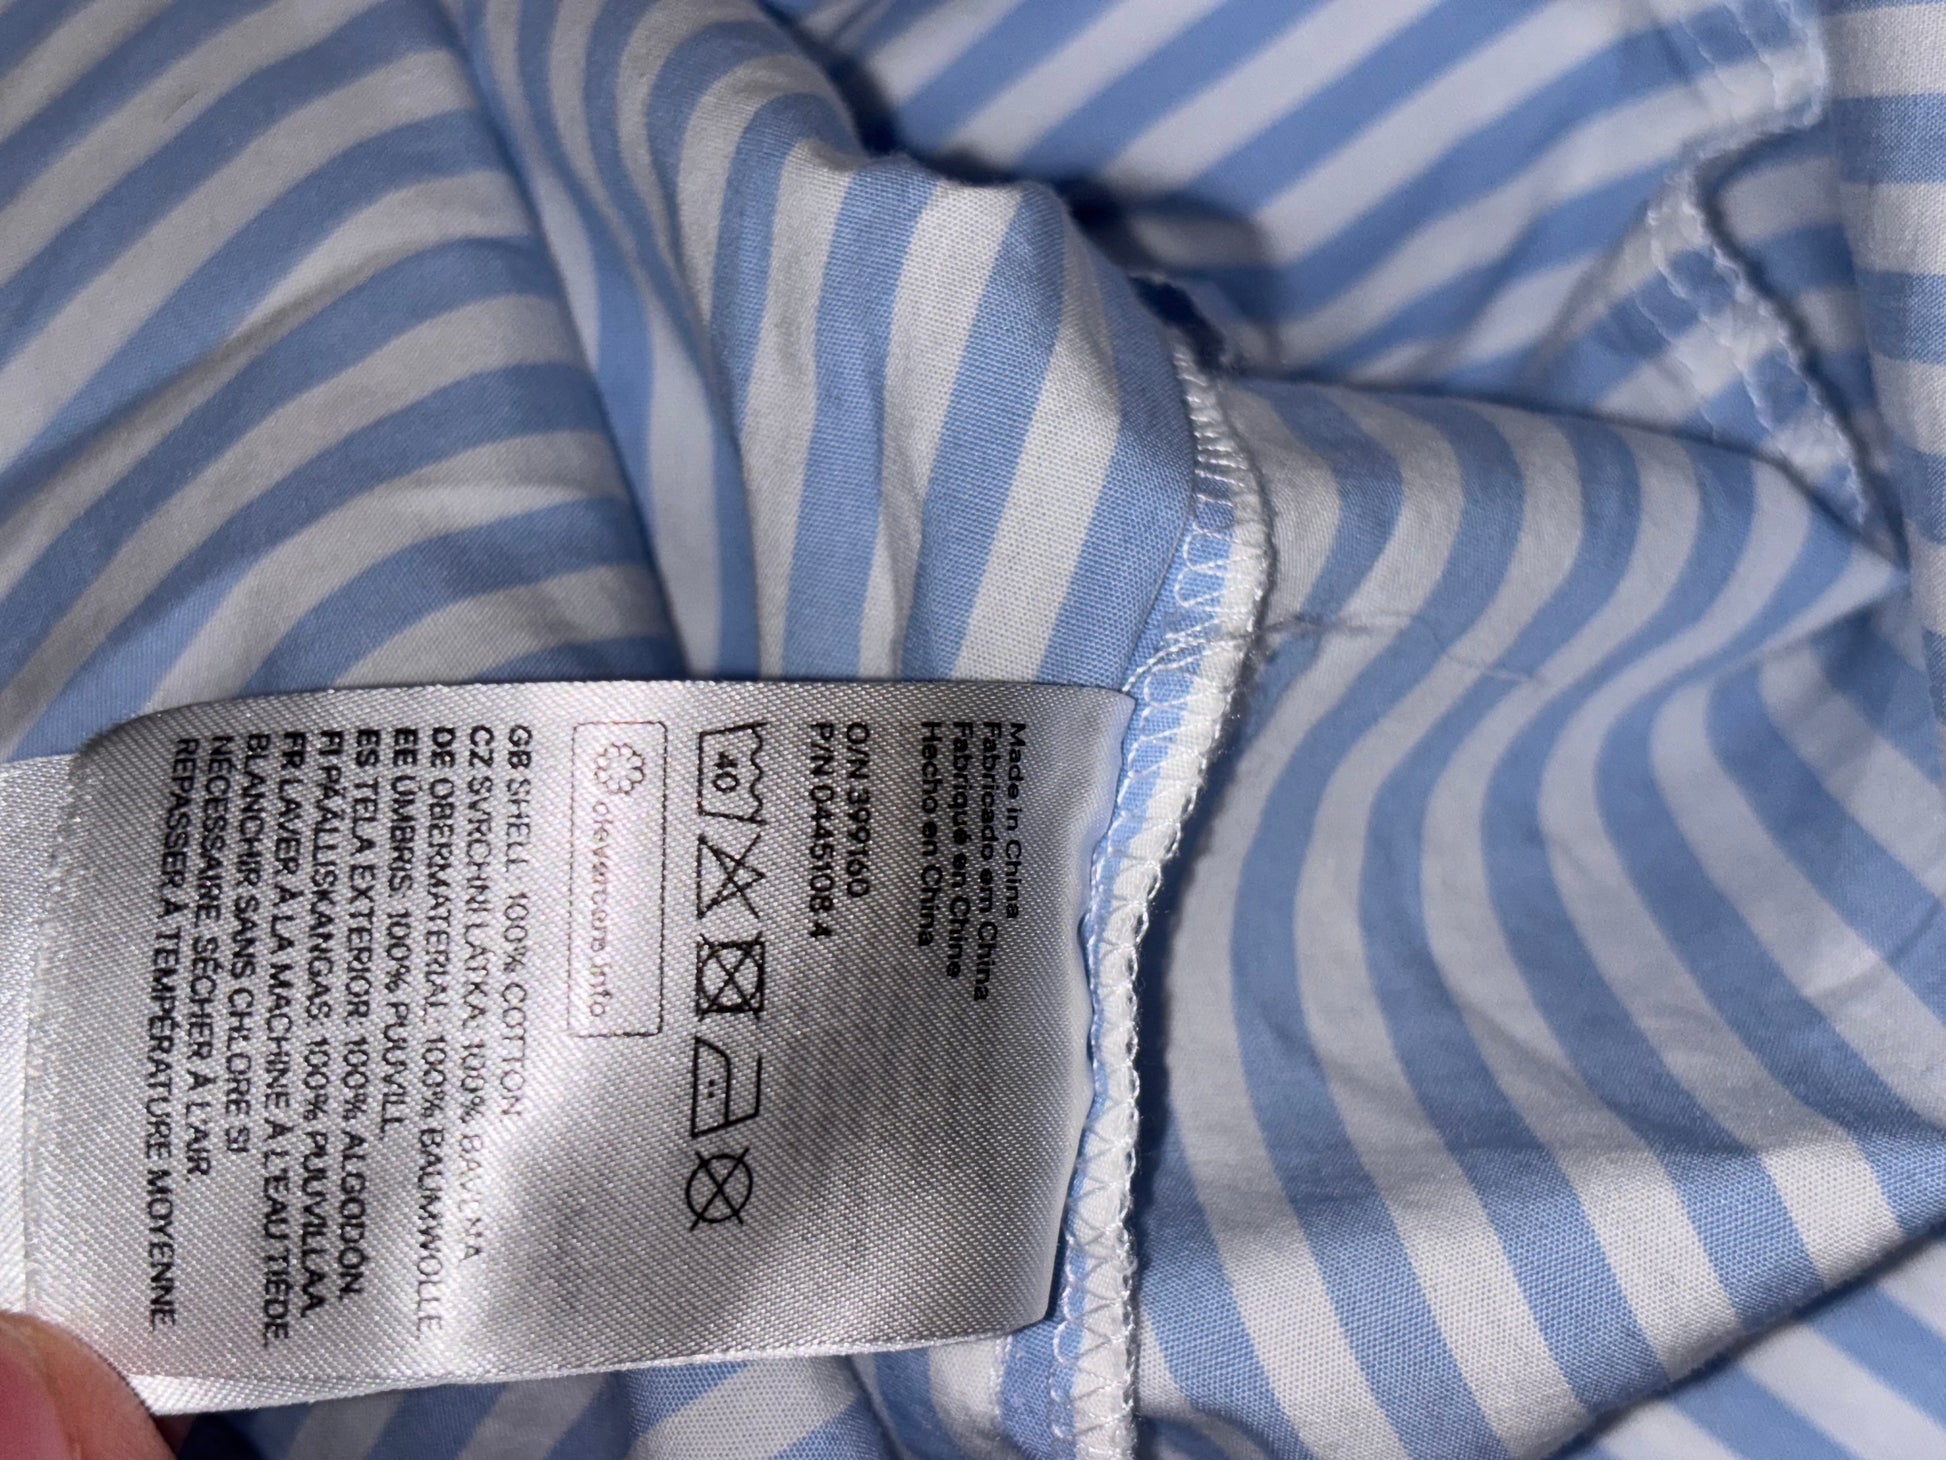 Made in China
Fabricado em China
Fabriqué en Chine
Hecho en China
O/N 399160
P/N 0445108.4
40
clevercare.info
GB SHELL 100% COTTON
CZ SVRCHNI LÁTKA 100% BAVLNA
DE OBERMATERIAL 100% BAUMWOLLE
EE ÜMBRIS 100% PUUVILL
ES TELA EXTERIOR 100% ALGODÓN
FI PÄÄLLISKANGAS 100% PUUVILLAA
FR LAVER À LA MACHINE À L'EAU TIÈDE.
BLANCHIR SANS CHLORE SI
NÉCESSAIRE. SÉCHER À L'AIR.
REPASSER À TEMPÉRATURE MOYENNE.